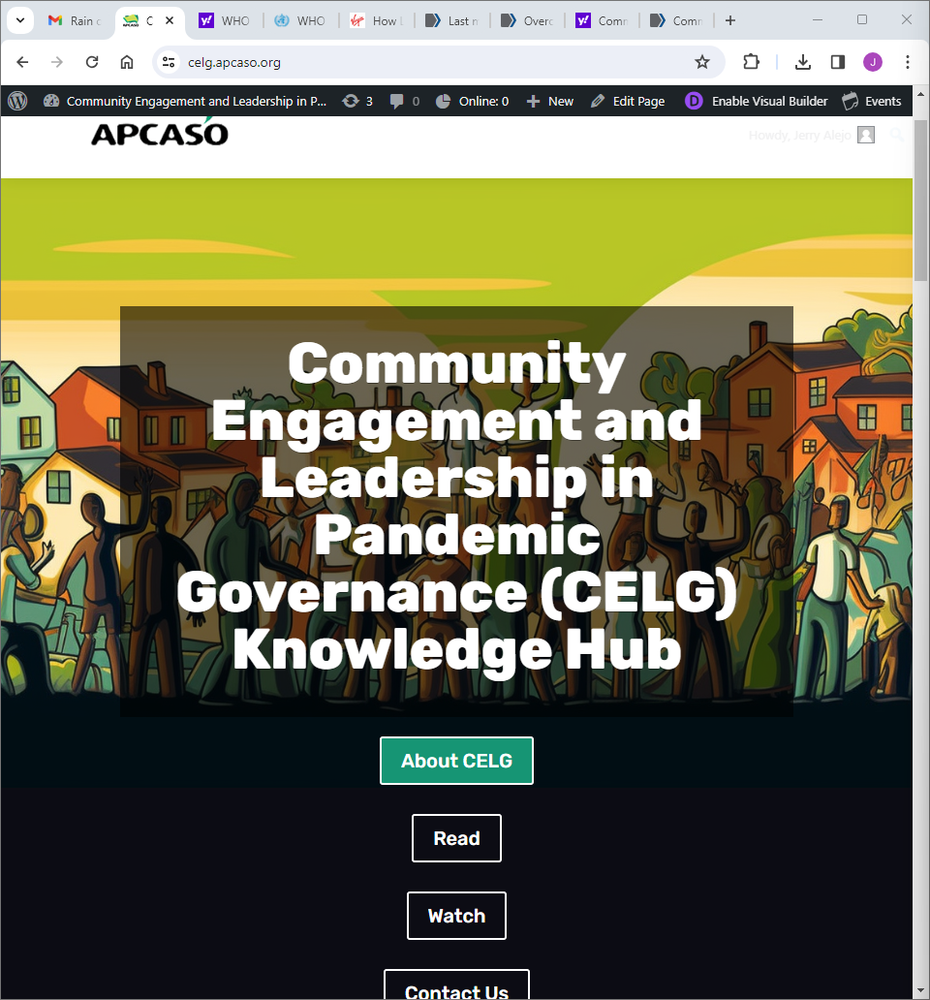 Rain c
C
WHO
WHO
How
Last n
Overc
Comm
Comm
celg.apcaso.org
Community Engagement and Leadership in P... 3 0 Online: 0 New Edit Page D Enable Visual Builder Events
APCASO
Howdy, Jerry Alejo
Community
Engagement and
Leadership in
Pandemic
Governance (CELG)
Knowledge Hub
About CELG
Read
Watch
Contact Us